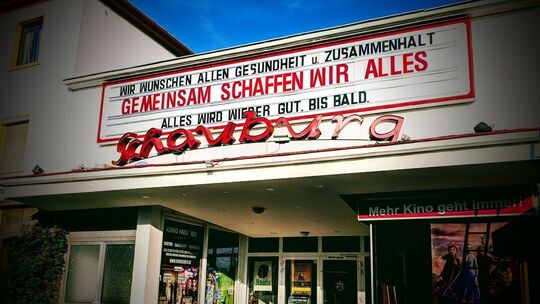 WIR WÜNSCHEN ALLEN GESUNDHEIT u. ZUSAMMENHALT
GEMEINSAM SCHAFFEN WIR ALLES
ALLES WIRD WIEDER GUT. BIS BALD.
Schauburg
Mehr Kino geht immer!